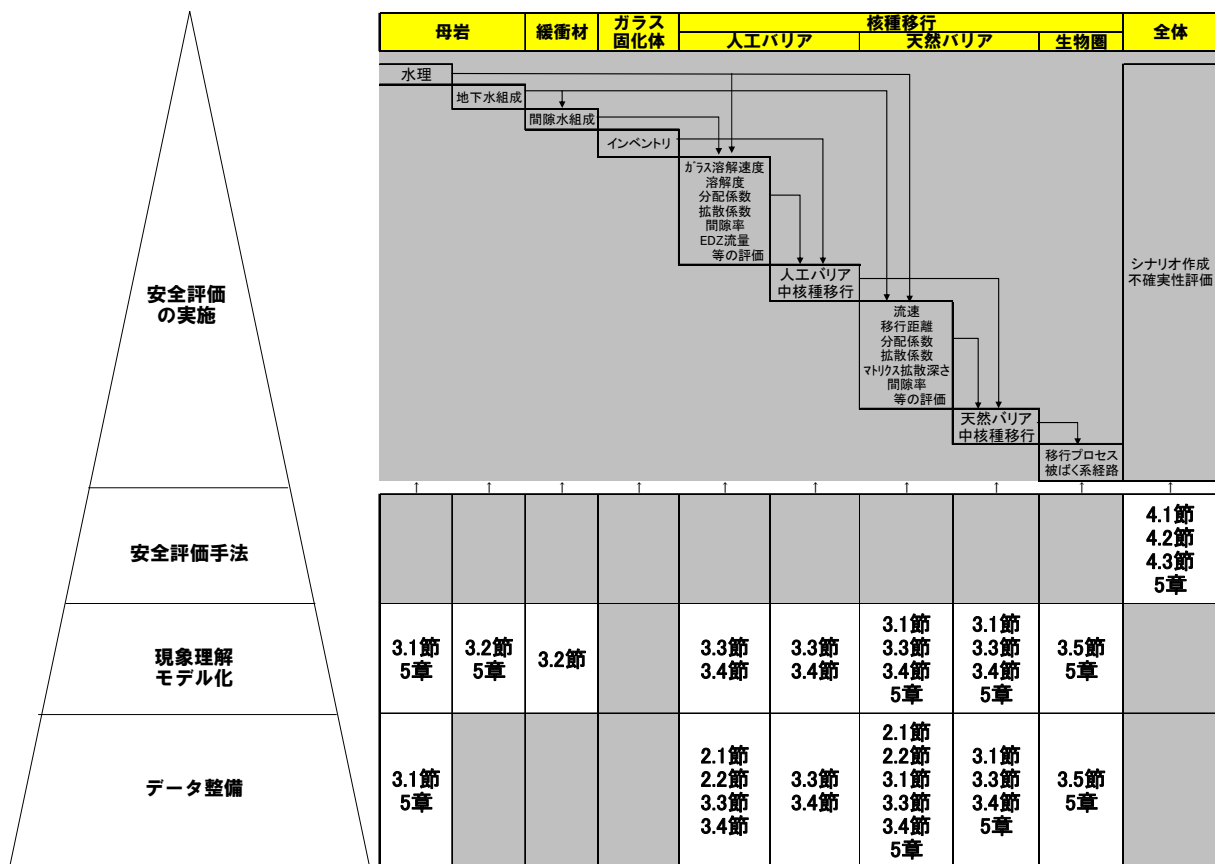 母岩
緩衝材
ガラス
固化体
核種移行
全体
人工バリア
天然バリア
生物圏
水理
地下水組成
間隙水組成
インベントリ
ガラス溶解速度
溶解度
分配係数
拡散係数
間隙率
EDZ流量
等の評価
人工バリア
中核種移行
流速
移行距離
分配係数
拡散係数
マトリクス拡散深さ
間隙率
等の評価
天然バリア
中核種移行
移行プロセス
被ばく系経路
シナリオ作成
不確実性評価
安全評価
の実施
安全評価手法
4.1節
4.2節
4.3節
5章
現象理解
モデル化
3.1節
5章
3.2節
5章
3.2節
3.3節
3.4節
3.3節
3.4節
3.1節
3.3節
3.4節
5章
3.1節
3.3節
3.4節
5章
3.5節
5章
データ整備
3.1節
5章
2.1節
2.2節
3.3節
3.4節
3.3節
3.4節
2.1節
2.2節
3.1節
3.3節
3.4節
5章
3.1節
3.3節
3.4節
5章
3.5節
5章